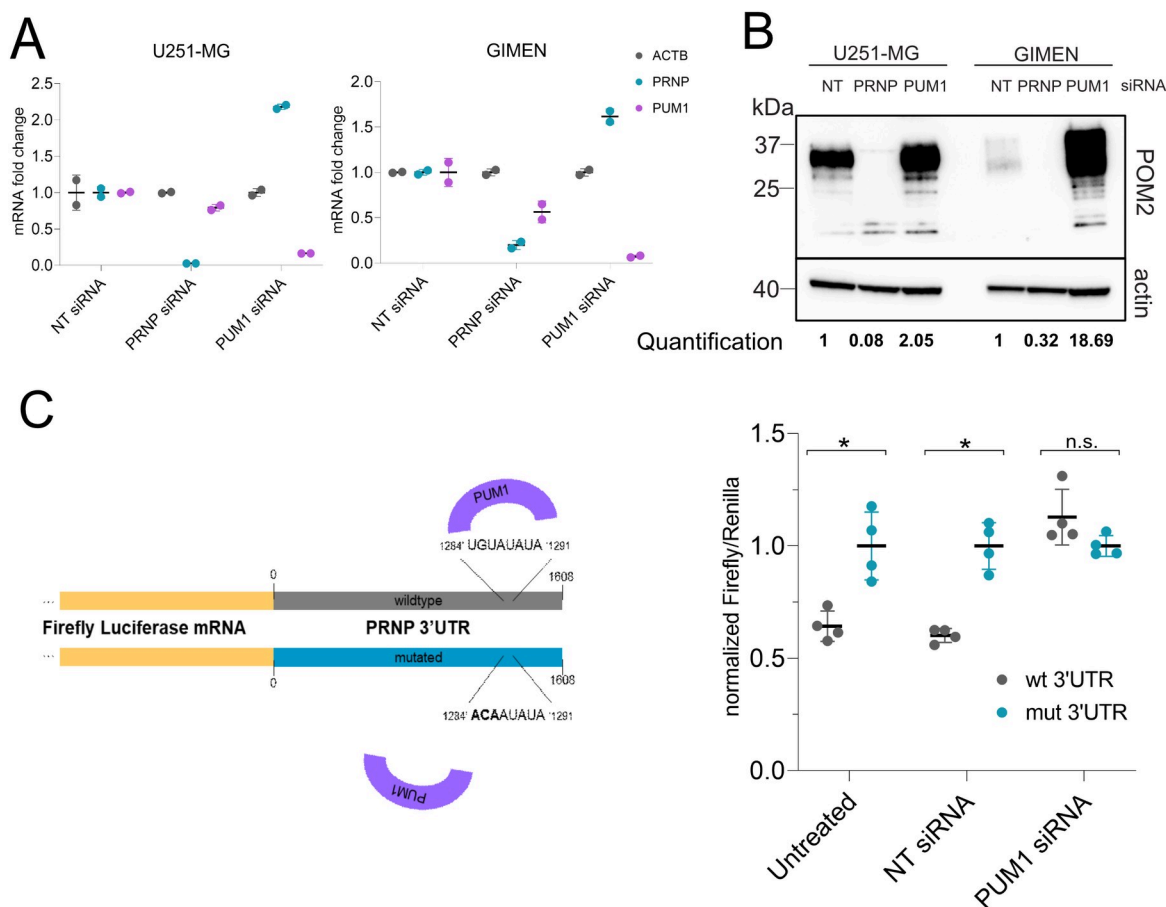 A
U251-MG
GIMEN
ACTB
PRNP
PUM1
mRNA fold change
2.5
2.0
1.5
1.0
0.5
0.0
NT siRNA
PRNP siRNA
PUM1 siRNA
mRNA fold change
2.0
1.5
1.0
0.5
0.0
NT siRNA
PRNP siRNA
PUM1 siRNA
B
U251-MG GIMEN
NT PRNP PUM1 NT PRNP PUM1 siRNA
kDa
37
25
40
POM2
actin
Quantification 1 0.08 2.05 1 0.32 18.69
C
PUM1
1284' UGUAUAUA '1291
0 1608
... wildtype
Firefly Luciferase mRNA PRNP 3'UTR
... mutated
0 1608
1284' ACAAUAUA '1291
PUM1
normalized Firefly/Renilla
1.5
1.0
0.5
0.0
* * n.s.
wt 3'UTR
mut 3'UTR
Untreated
NT siRNA
PUM1 siRNA